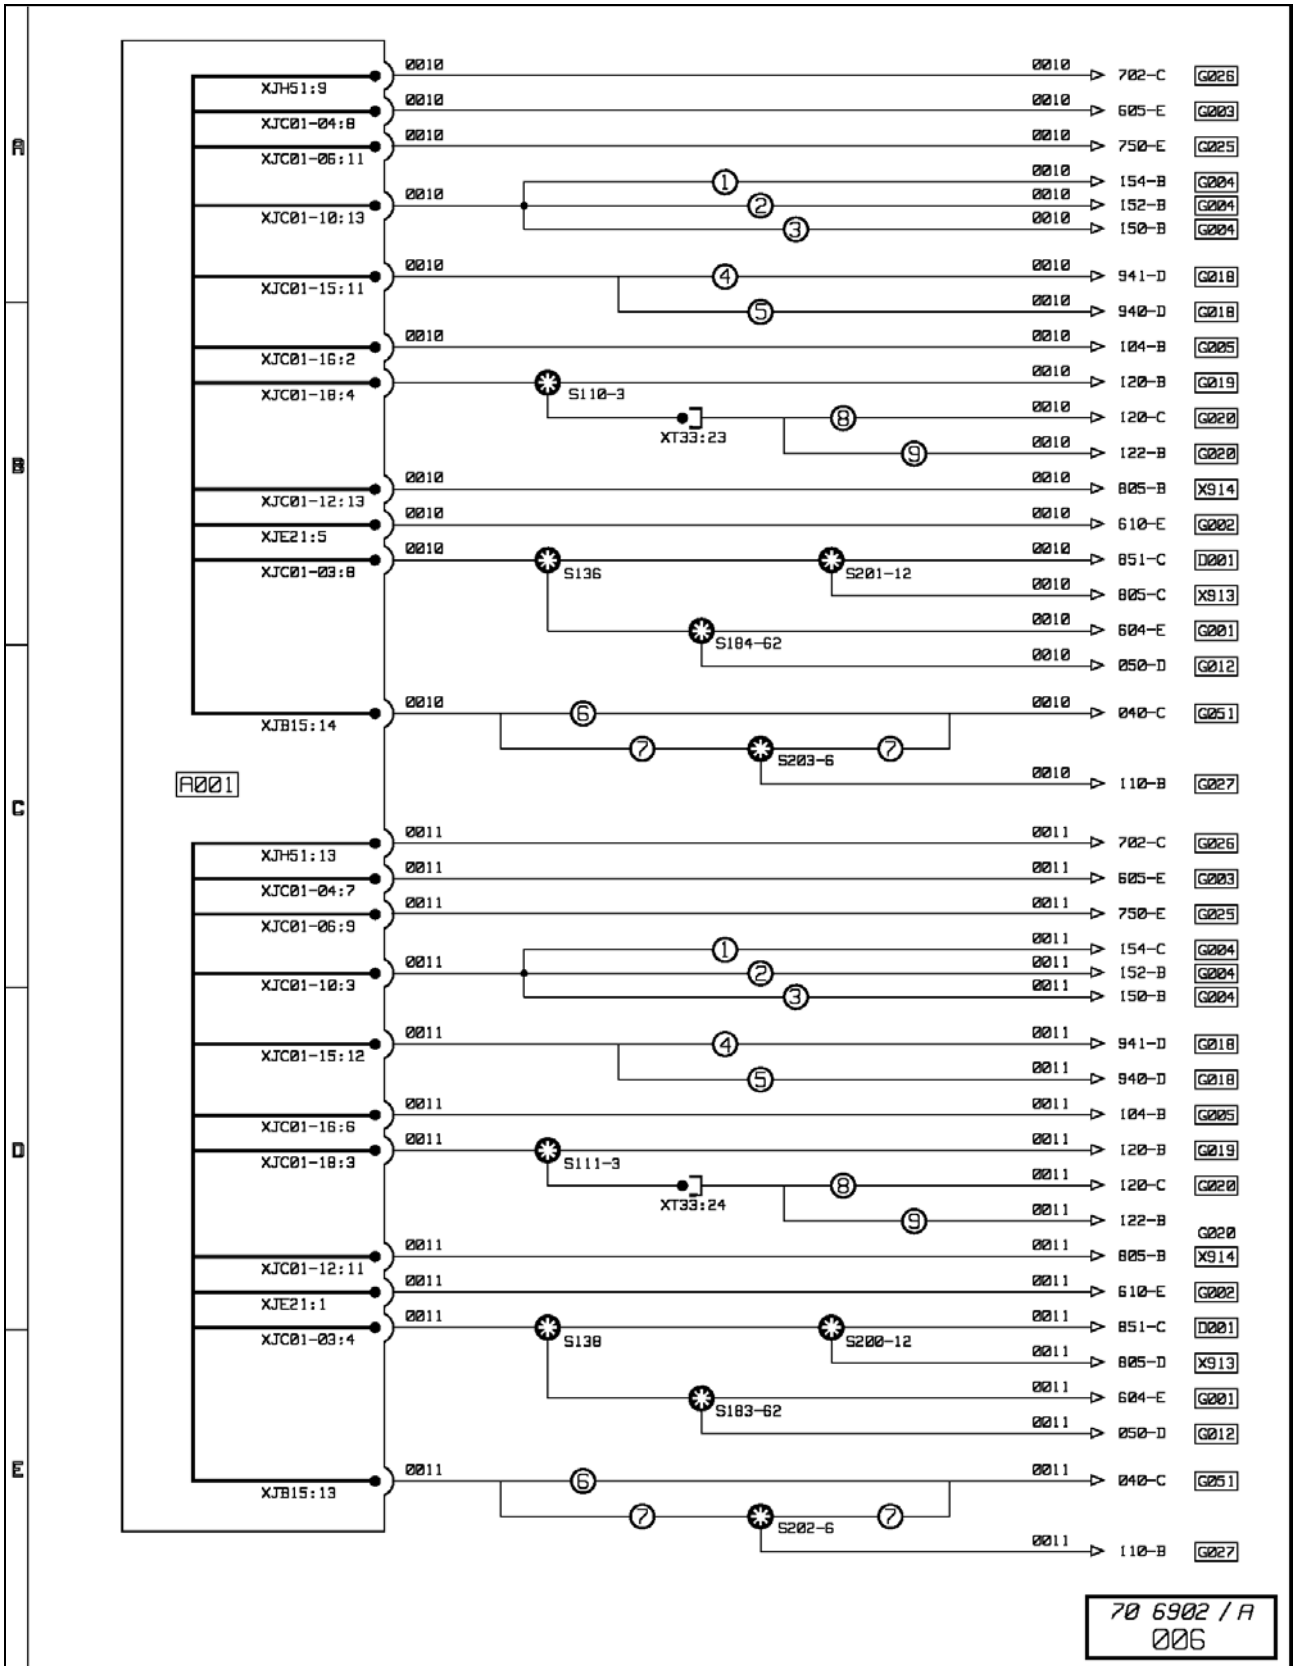 0010 0010
XJH51:9 702-C G026
0010 0010
XJC01-04:8 605-E G003
0010 0010
A XJC01-06:11 750-E G025
0010
1 154-B G004
0010 0010
XJC01-10:13 2 152-B G004
0010
3 150-B G004
0010 0010
XJC01-15:11 4 941-D G018
0010
5 940-D G018
0010 0010
XJC01-16:2 104-B G005
0010
XJC01-18:4 S110-3 120-B G019
0010
XT33:23 8 120-C G020
0010
B 9 122-B G020
0010 0010
XJC01-12:13 805-B X914
0010 0010
XJE21:5 610-E G002
0010 0010
XJC01-03:8 S136 S201-12 851-C D001
0010
805-C X913
0010
S184-62 604-E G001
0010
050-D G012
0010 0010
XJB15:14 6 040-C G051
7 S203-6 7
0010
A001 110-B G027
C
0011 0011
XJH51:13 702-C G026
0011 0011
XJC01-04:7 605-E G003
0011 0011
XJC01-06:9 750-E G025
0011
1 154-C G004
0011 0011
XJC01-10:3 2 152-B G004
0011
3 150-B G004
0011 0011
XJC01-15:12 4 941-D G018
0011
5 940-D G018
0011 0011
XJC01-16:6 104-B G005
0011 0011
D XJC01-18:3 S111-3 120-B G019
0011
XT33:24 8 120-C G020
0011
9 122-B G020
0011 0011
XJC01-12:11 805-B X914
0011 0011
XJE21:1 610-E G002
0011 0011
XJC01-03:4 S138 S200-12 851-C D001
0011
805-D X913
0011
S183-62 604-E G001
0011
050-D G012
0011 0011
E XJB15:13 6 040-C G051
7 S202-6 7
0011
110-B G027
70 6902 / A
006